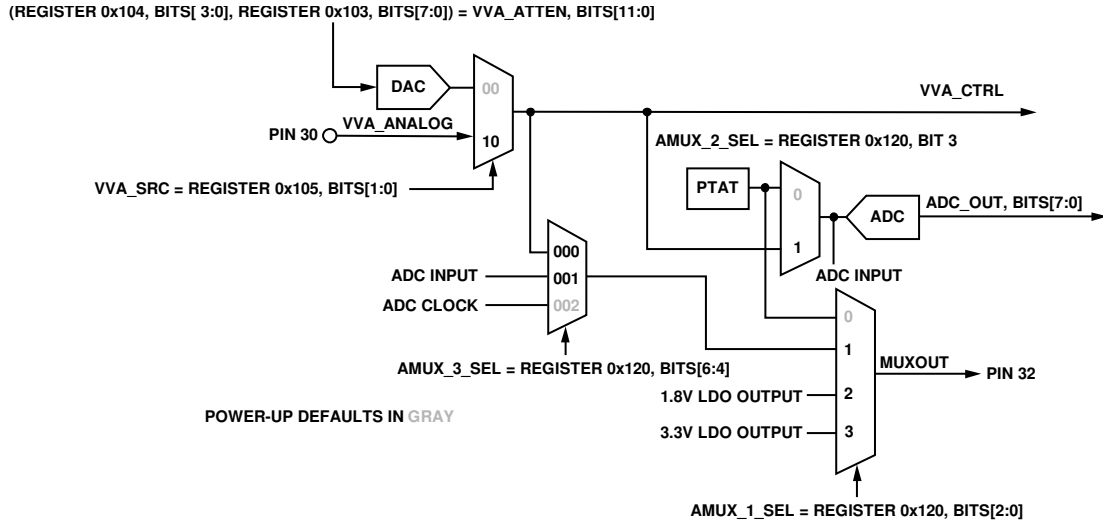 (REGISTER 0x104, BITS[ 3:0], REGISTER 0x103, BITS[7:0]) = VVA_ATTEN, BITS[11:0]
DAC
00
VVA_CTRL
PIN 30
VVA_ANALOG
10
AMUX_2_SEL = REGISTER 0x120, BIT 3
VVA_SRC = REGISTER 0x105, BITS[1:0]
PTAT
0
ADC
ADC_OUT, BITS[7:0]
1
000
ADC INPUT
001
ADC INPUT
ADC CLOCK
002
0
1
AMUX_3_SEL = REGISTER 0x120, BITS[6:4]
MUXOUT
PIN 32
1.8V LDO OUTPUT
2
POWER-UP DEFAULTS IN GRAY
3.3V LDO OUTPUT
3
AMUX_1_SEL = REGISTER 0x120, BITS[2:0]